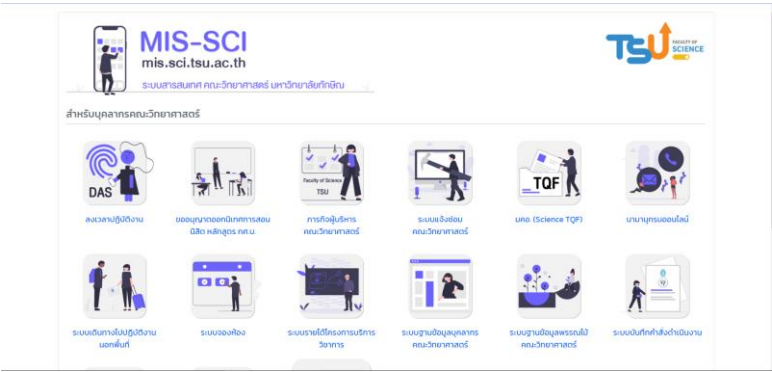 MIS-SCI
mis.sci.tsu.ac.th
ระบบสารสนเทศ คณะวิทยาศาสตร์ มหาวิทยาลัยทักษิณ
TSU
FACULTY OF
SCIENCE
สำหรับบุคลากรคณะวิทยาศาสตร์
DAS
Faculty of Science
TSU
TQF
ลงเวลาปฏิบัติงาน
ขออนุญาตออกนิเทศการสอน
นิสิต หลักสูตร กศ.บ.
ภารกิจผู้บริหาร
คณะวิทยาศาสตร์
ระบบแจ้งซ่อม
คณะวิทยาศาสตร์
มคอ. (Science TQF)
นามานุกรมออนไลน์
ระบบเดินทางไปปฏิบัติงาน
นอกพื้นที่
ระบบจองห้อง
ระบบรายได้โครงการบริการ
วิชาการ
ระบบฐานข้อมูลบุคลากร
คณะวิทยาศาสตร์
ระบบฐานข้อมูลพรรณไม้
คณะวิทยาศาสตร์
ระบบบันทึกคำสั่งดำเนินงาน